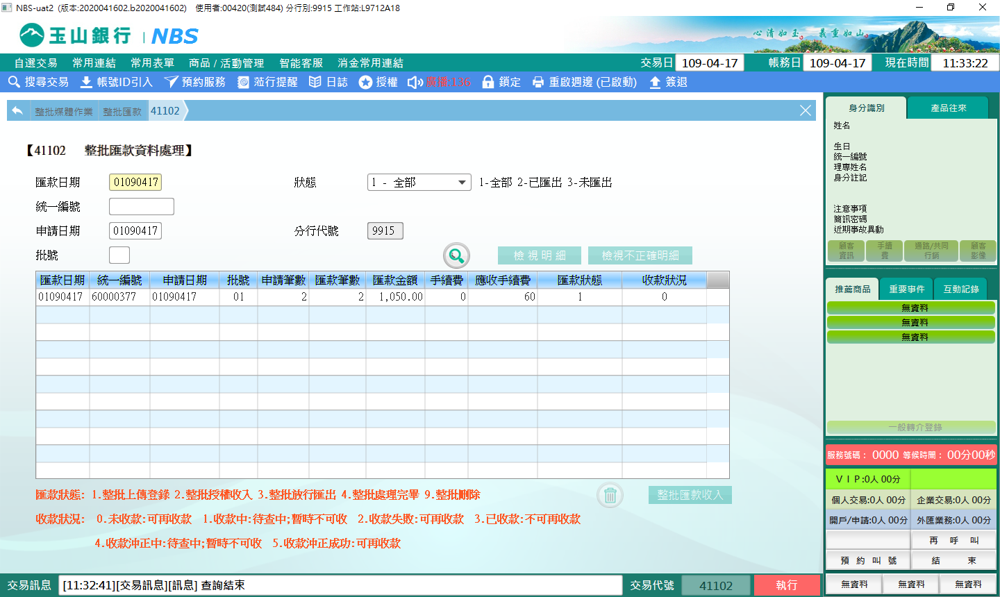 NBS-uat2 (版本:2020041602.b2020041602) 使用者:00420(測試484) 分行別:9915 工作站:L9712A18
玉山銀行 | NBS
心清如玉。義重如山。
自選交易 常用連結 常用表單 商品/活動管理 智能客服 消金常用連結 交易日 109-04-17 帳務日 109-04-17 現在時間 11:33:22
搜尋交易 帳號ID引入 預約服務 蒞行提醒 日誌 授權 廣播:136 鎖定 重啟週邊(已啟動) 簽退
整批媒體作業 整批匯款 41102
【41102 整批匯款資料處理】
匯款日期 01090417 狀態 1 - 全部 1-全部 2-已匯出 3-未匯出
統一編號
申請日期 01090417 分行代號 9915
批號
檢視明細 檢視不正確明細
匯款日期 統一編號 申請日期 批號 申請筆數 匯款筆數 匯款金額 手續費 應收手續費 匯款狀態 收款狀況
01090417 60000377 01090417 01 2 2 1,050.00 0 60 1 0
匯款狀態: 1.整批上傳登錄 2.整批授權收入 3.整批放行匯出 4.整批處理完畢 9.整批刪除
整批匯款收入
收款狀況: 0.未收款:可再收款 1.收款中:待查中;暫時不可收 2.收款失敗:可再收款 3.已收款:不可再收款
4.收款沖正中:待查中;暫時不可收 5.收款沖正成功:可再收款
交易訊息 [11:32:41][交易訊息][訊息] 查詢結束 交易代號 41102 執行
身分識別 產品往來
姓名
生日
統一編號
理專姓名
身分註記
注意事項
簡訊密碼
近期事故異動
顧客資訊 手續費 通路/共同行銷 顧客影像
推薦商品 重要事件 互動記錄
無資料
無資料
無資料
一般轉介登錄
服務號碼: 0000 等候時間: 00分00秒
VIP:0人 00分
個人交易:0人 00分 企業交易:0人 00分
開戶/申請:0人 00分 外匯業務:0人 00分
再呼叫
預約叫號 結束
無資料 無資料 無資料